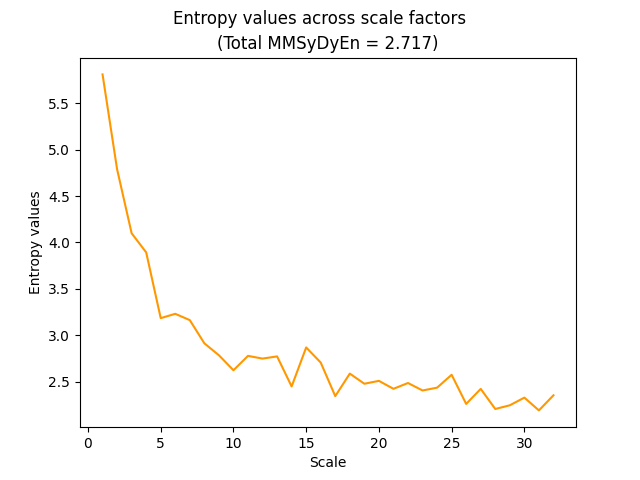 Entropy values across scale factors
(Total MMSyDyEn = 2.717)
5.5
5.0
4.5
4.0
3.5
3.0
2.5
Entropy values
0 5 10 15 20 25 30
Scale